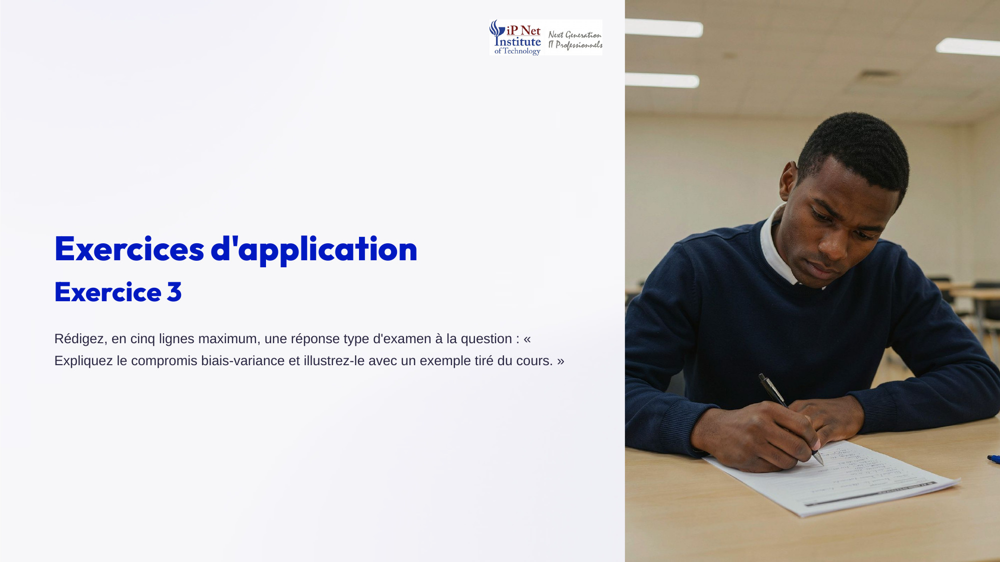 iP Net
Institute
of Technology
Next Generation
IT Professionnels
Exercices d'application
Exercice 3
Rédigez, en cinq lignes maximum, une réponse type d'examen à la question : «
Expliquez le compromis biais-variance et illustrez-le avec un exemple tiré du cours. »